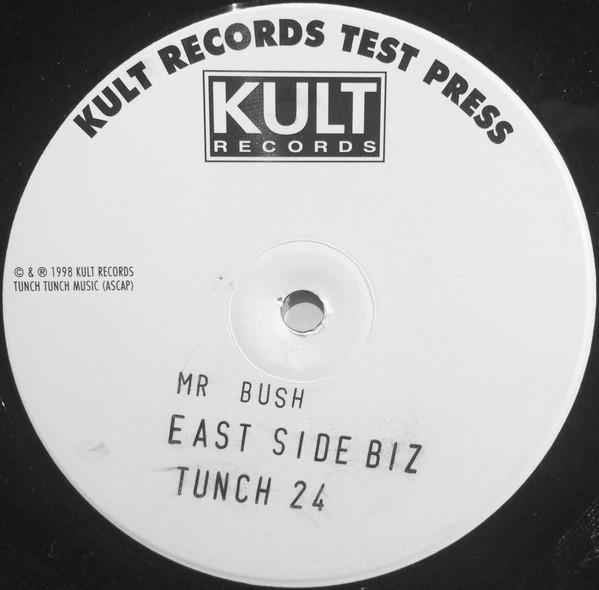 KULT RECORDS TEST PRESS
KULT
RECORDS
© & ℗ 1998 KULT RECORDS
TUNCH TUNCH MUSIC (ASCAP)
MR BUSH
EAST SIDE BIZ
TUNCH 24